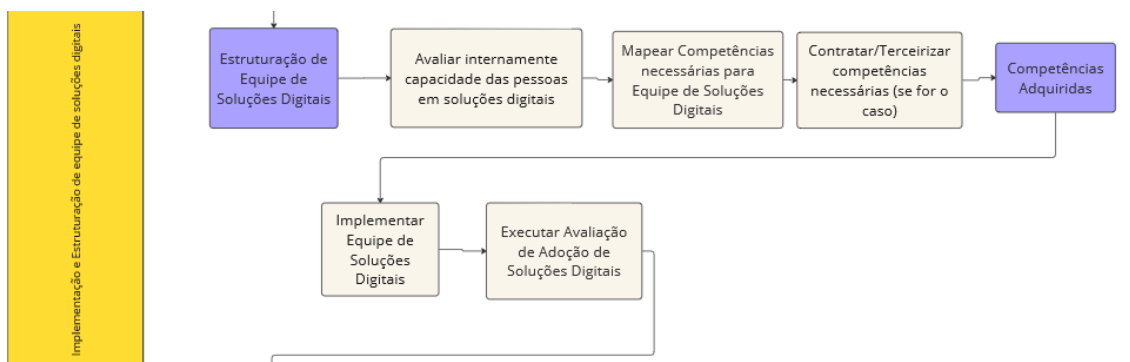 Implementação e Estruturação de equipe de soluções digitais
Estruturação de
Equipe de
Soluções Digitais
Avaliar internamente
capacidade das pessoas
em soluções digitais
Mapear Competências
necessárias para
Equipe de Soluções
Digitais
Contratar/Terceirizar
competências
necessárias (se for o
caso)
Competências
Adquiridas
Implementar
Equipe de
Soluções
Digitais
Executar Avaliação
de Adoção de
Soluções Digitais